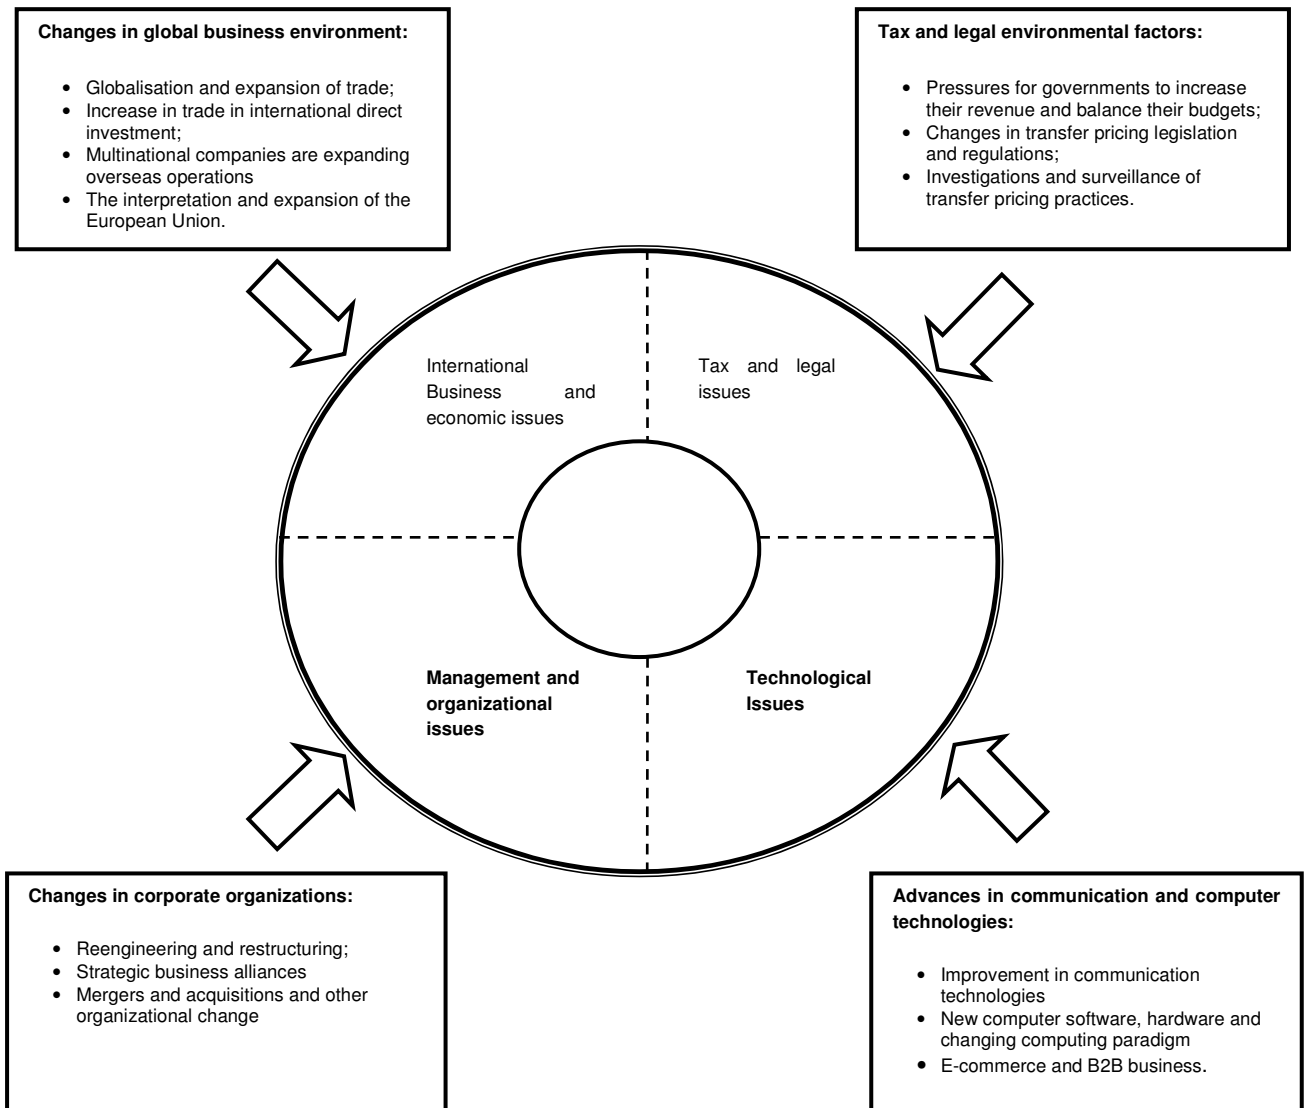 Changes in global business environment:
• Globalisation and expansion of trade;
• Increase in trade in international direct
investment;
• Multinational companies are expanding
overseas operations
• The interpretation and expansion of the
European Union.
Tax and legal environmental factors:
• Pressures for governments to increase
their revenue and balance their budgets;
• Changes in transfer pricing legislation
and regulations;
• Investigations and surveillance of
transfer pricing practices.
International
Business and
economic issues
Tax and legal
issues
Management and
organizational
issues
Technological
Issues
Changes in corporate organizations:
• Reengineering and restructuring;
• Strategic business alliances
• Mergers and acquisitions and other
organizational change
Advances in communication and computer
technologies:
• Improvement in communication
technologies
• New computer software, hardware and
changing computing paradigm
• E-commerce and B2B business.